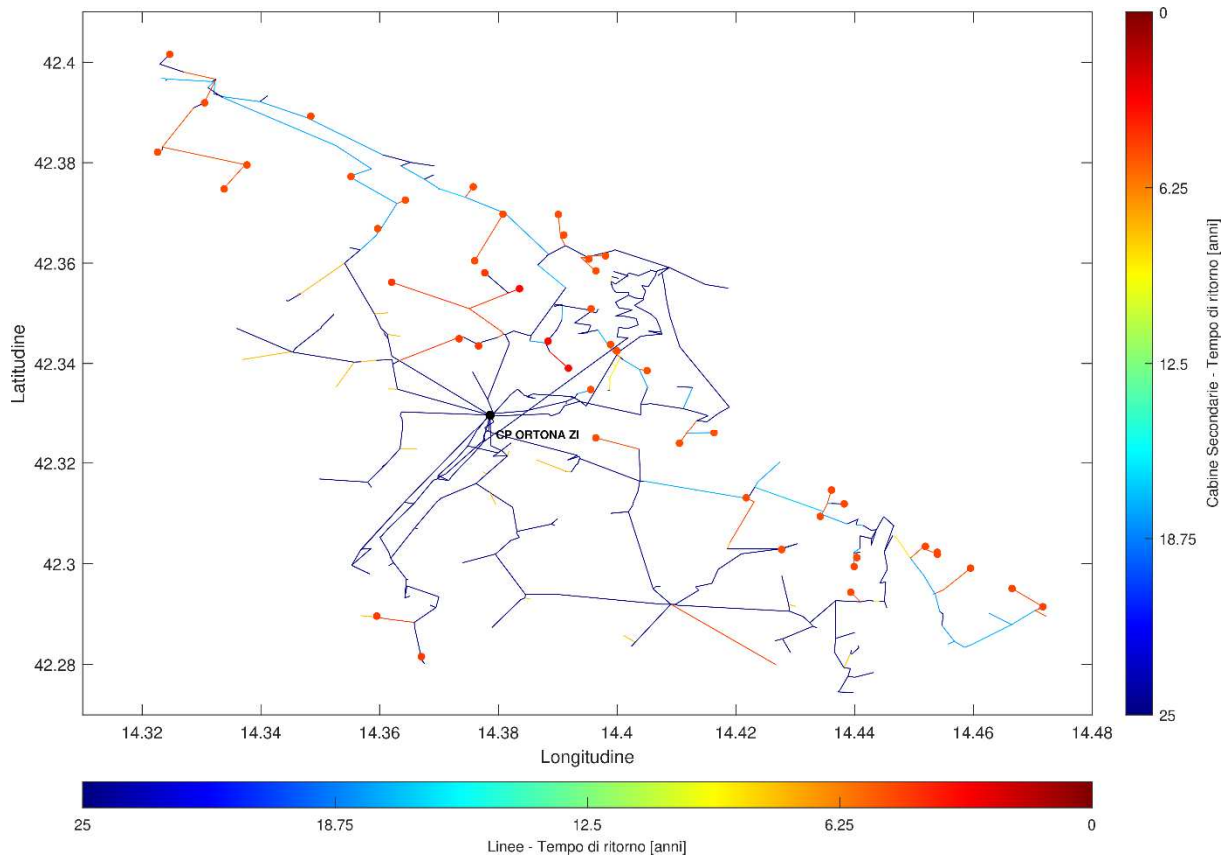 42.4
42.38
42.36
42.34
42.32
42.3
42.28
Latitudine
CP ORTONA ZI
14.32 14.34 14.36 14.38 14.4 14.42 14.44 14.46 14.48
Longitudine
0
6.25
12.5
18.75
25
Cabine Secondarie - Tempo di ritorno [anni]
25 18.75 12.5 6.25 0
Linee - Tempo di ritorno [anni]